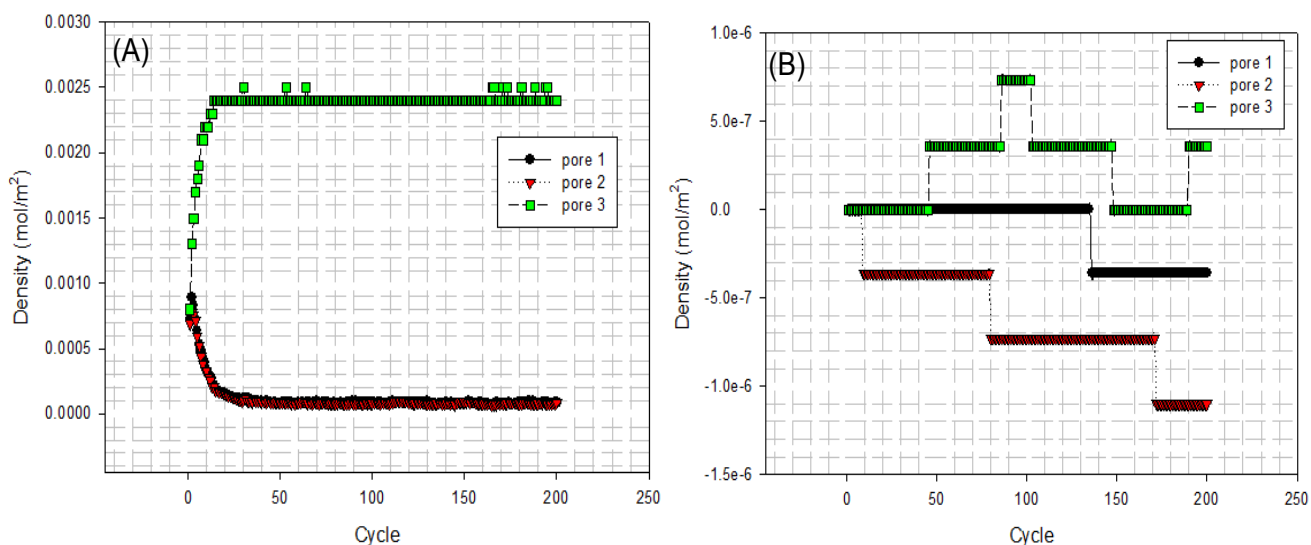 (A)
Density (mol/m²)
0.0030
0.0025
0.0020
0.0015
0.0010
0.0005
0.0000
pore 1
pore 2
pore 3
0 50 100 150 200 250
Cycle
(B)
Density (mol/m²)
1.0e-6
5.0e-7
0.0
-5.0e-7
-1.0e-6
-1.5e-6
pore 1
pore 2
pore 3
0 50 100 150 200 250
Cycle